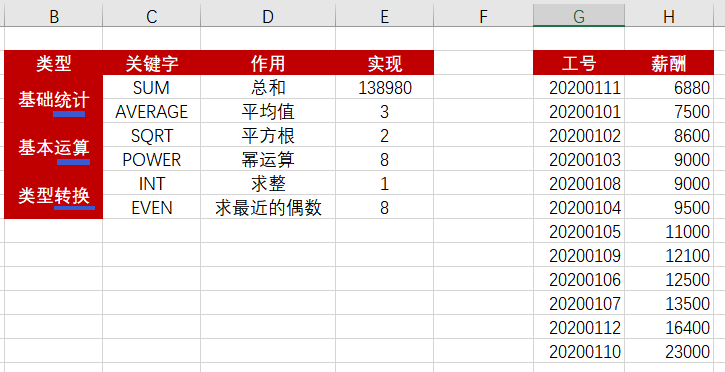 B C D E F G H
类型 关键字 作用 实现 工号 薪酬
基础统计 SUM 总和 138980 20200111 6880
AVERAGE 平均值 3 20200101 7500
基本运算 SQRT 平方根 2 20200102 8600
POWER 幂运算 8 20200103 9000
类型转换 INT 求整 1 20200108 9000
EVEN 求最近的偶数 8 20200104 9500
20200105 11000
20200109 12100
20200106 12500
20200107 13500
20200112 16400
20200110 23000